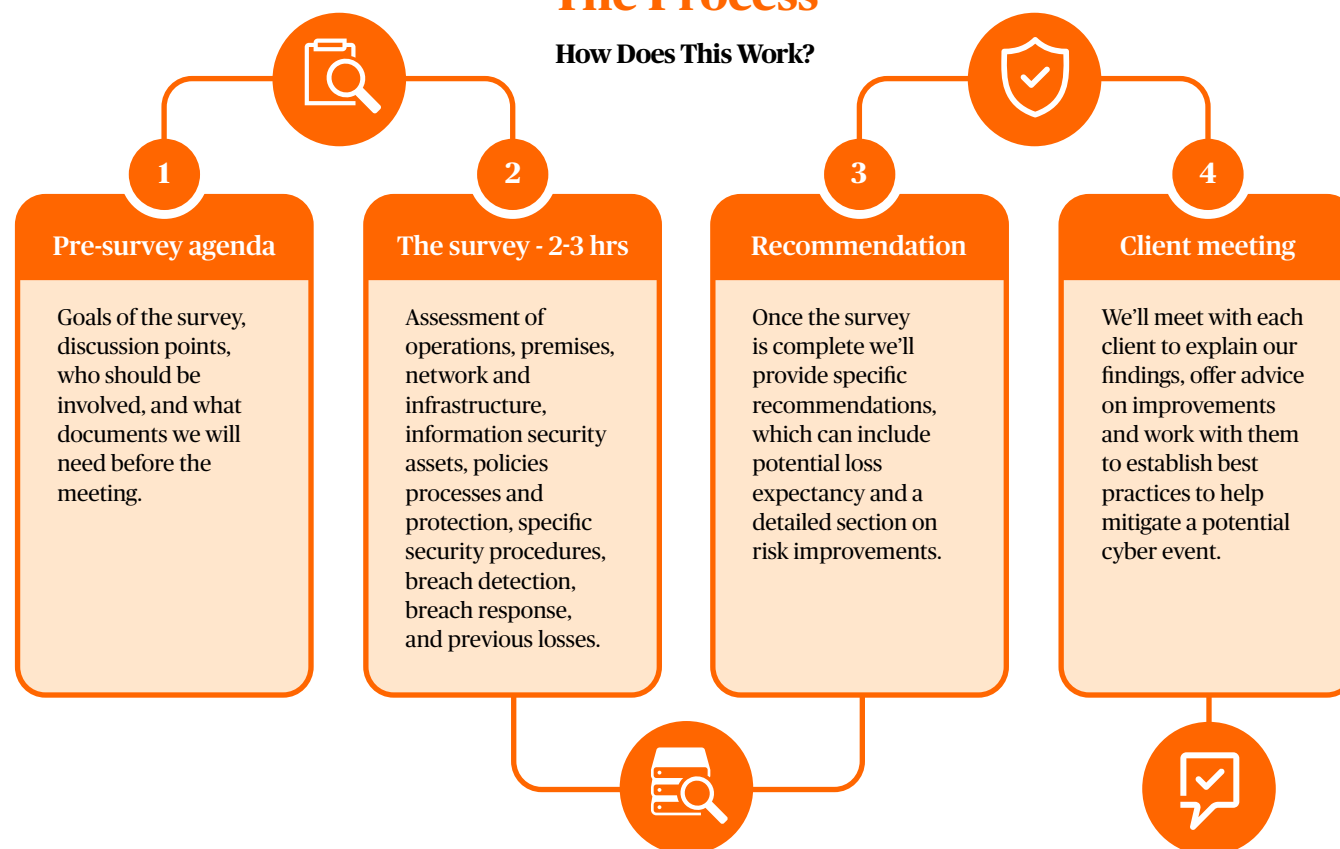 The Process
How Does This Work?
1
Pre-survey agenda
Goals of the survey,
discussion points,
who should be
involved, and what
documents we will
need before the
meeting.
2
The survey - 2-3 hrs
Assessment of
operations, premises,
network and
infrastructure,
information security
assets, policies
processes and
protection, specific
security procedures,
breach detection,
breach response,
and previous losses.
3
Recommendation
Once the survey
is complete we’ll
provide specific
recommendations,
which can include
potential loss
expectancy and a
detailed section on
risk improvements.
4
Client meeting
We’ll meet with each
client to explain our
findings, offer advice
on improvements
and work with them
to establish best
practices to help
mitigate a potential
cyber event.